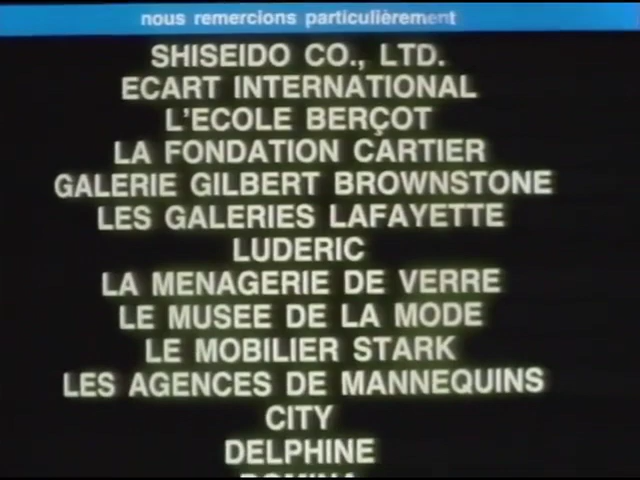 nous remercions particulièrement
SHISEIDO CO., LTD.
ECART INTERNATIONAL
L'ECOLE BERÇOT
LA FONDATION CARTIER
GALERIE GILBERT BROWNSTONE
LES GALERIES LAFAYETTE
LUDERIC
LA MENAGERIE DE VERRE
LE MUSEE DE LA MODE
LE MOBILIER STARK
LES AGENCES DE MANNEQUINS
CITY
DELPHINE